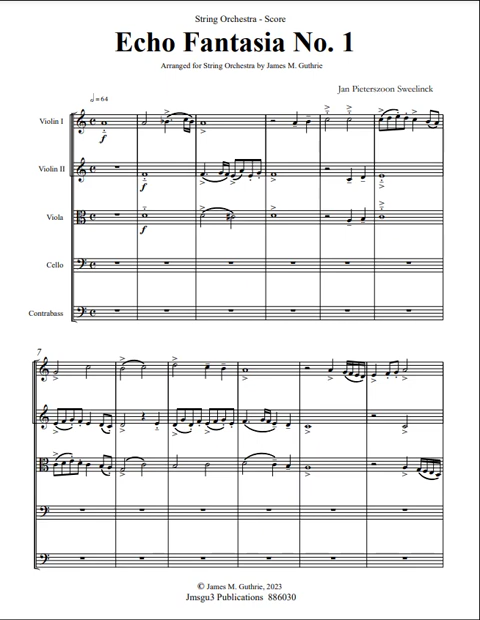 String Orchestra - Score
Echo Fantasia No. 1
Arranged for String Orchestra by James M. Guthrie
Jan Pieterszoon Sweelinck
𝅗𝅥 = 64
Violin I
f
Violin II
f
Viola
f
Cello
Contrabass
7
© James M. Guthrie, 2023
Jmsgu3 Publications 886030